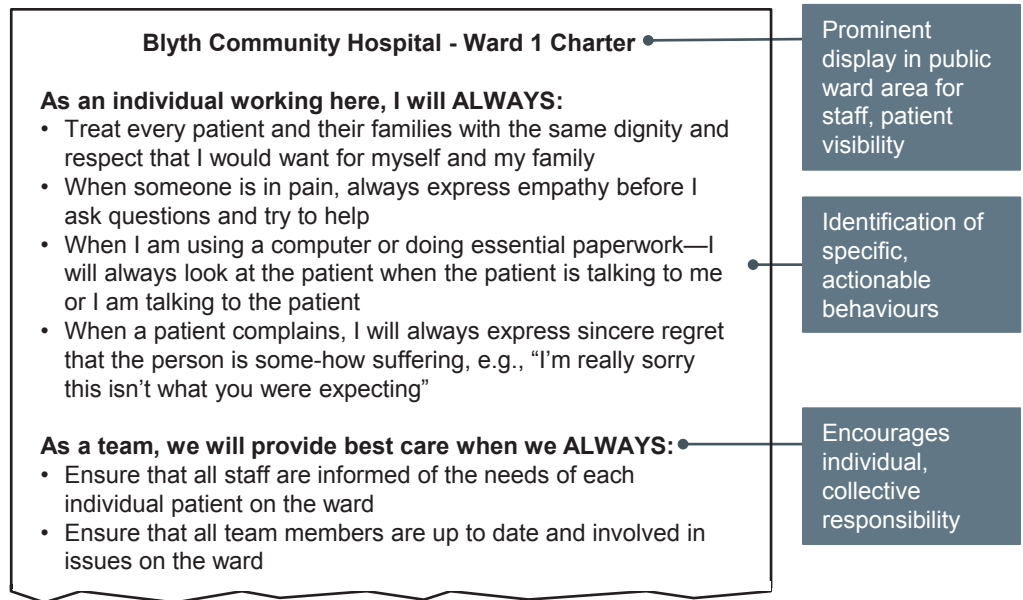 Blyth Community Hospital - Ward 1 Charter
As an individual working here, I will ALWAYS:
• Treat every patient and their families with the same dignity and
respect that I would want for myself and my family
• When someone is in pain, always express empathy before I
ask questions and try to help
• When I am using a computer or doing essential paperwork—I
will always look at the patient when the patient is talking to me
or I am talking to the patient
• When a patient complains, I will always express sincere regret
that the person is some-how suffering, e.g., “I’m really sorry
this isn’t what you were expecting”
As a team, we will provide best care when we ALWAYS:
• Ensure that all staff are informed of the needs of each
individual patient on the ward
• Ensure that all team members are up to date and involved in
issues on the ward
Prominent
display in public
ward area for
staff, patient
visibility
Identification of
specific,
actionable
behaviours
Encourages
individual,
collective
responsibility